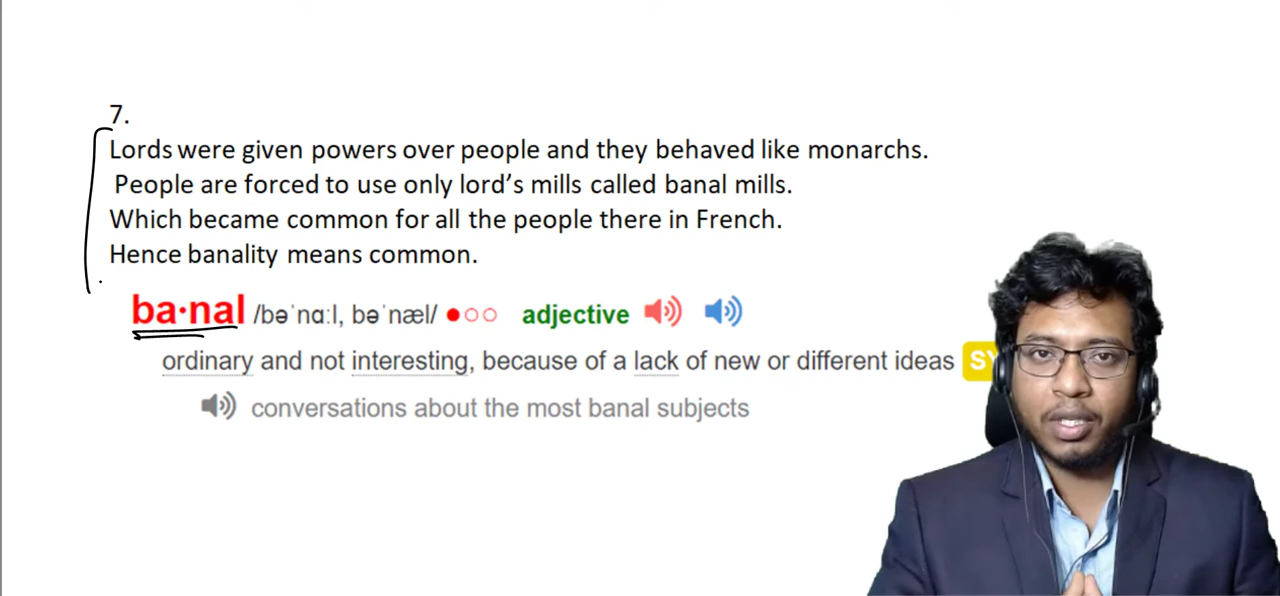 7.
Lords were given powers over people and they behaved like monarchs.
People are forced to use only lord's mills called banal mills.
Which became common for all the people there in French.
Hence banality means common.
ba·nal /bəˈnɑːl, bəˈnæl/ ●○○ adjective
ordinary and not interesting, because of a lack of new or different ideas SY
conversations about the most banal subjects